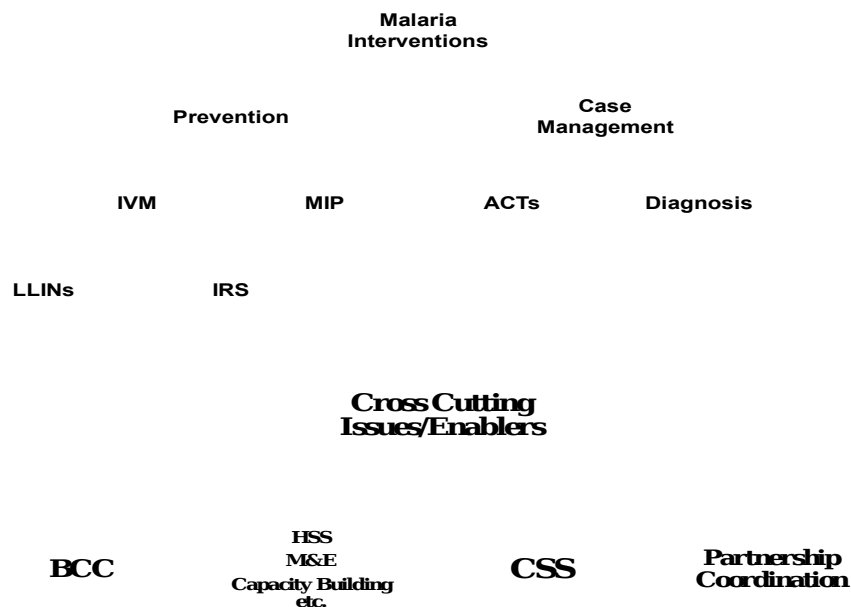 Malaria
Interventions
Prevention
Case
Management
IVM
MIP
ACTs
Diagnosis
LLINs
IRS
Cross Cutting
Issues/Enablers
BCC
HSS
M&E
Capacity Building
etc.
CSS
Partnership
Coordination